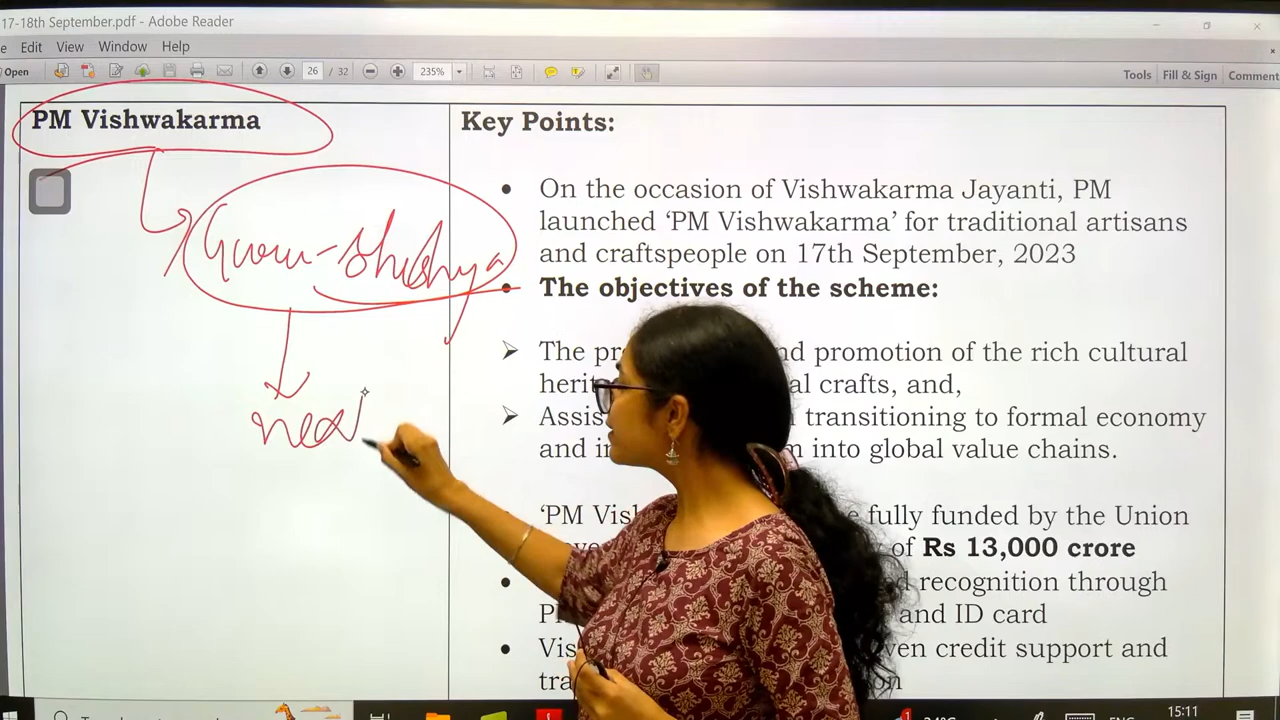 17-18th September.pdf - Adobe Reader
Edit View Window Help
Open 26 / 32 235% Tools Fill & Sign Comment
PM Vishwakarma
Guru-Shishya
Key Points:
• On the occasion of Vishwakarma Jayanti, PM
launched ‘PM Vishwakarma’ for traditional artisans
and craftspeople on 17th September, 2023
• The objectives of the scheme:
➢ The pr nd promotion of the rich cultural
herit al crafts, and,
➢ Assis transitioning to formal economy
and in m into global value chains.
‘PM Vis e fully funded by the Union
of Rs 13,000 crore
• d recognition through
and ID card
• Vis ven credit support and
tra on
ENG 15:11